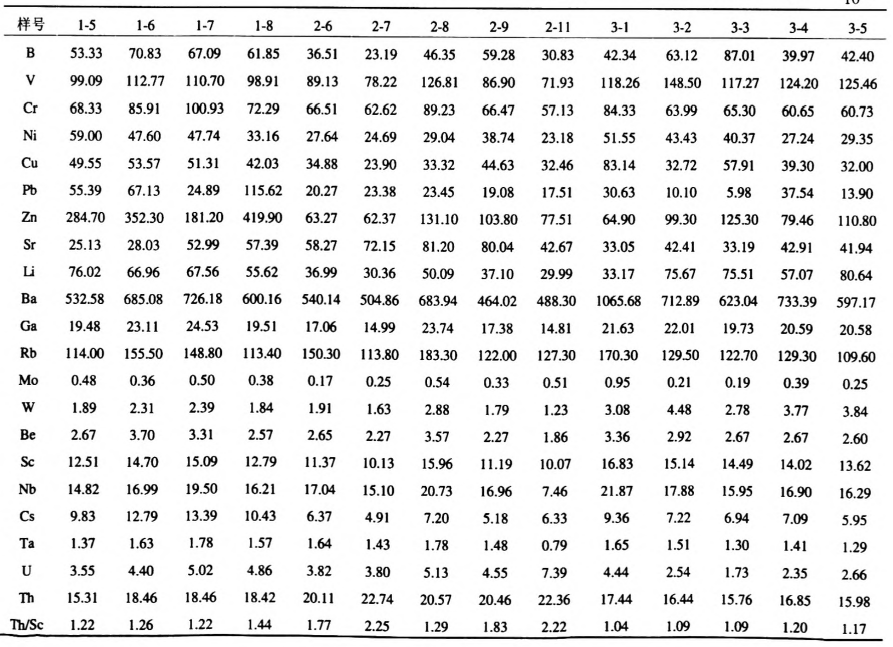 样号 1-5 1-6 1-7 1-8 2-6 2-7 2-8 2-9 2-11 3-1 3-2 3-3 3-4 3-5
B 53.33 70.83 67.09 61.85 36.51 23.19 46.35 59.28 30.83 42.34 63.12 87.01 39.97 42.40
V 99.09 112.77 110.70 98.91 89.13 78.22 126.81 86.90 71.93 118.26 148.50 117.27 124.20 125.46
Cr 68.33 85.91 100.93 72.29 66.51 62.62 89.23 66.47 57.13 84.33 63.99 65.30 60.65 60.73
Ni 59.00 47.60 47.74 33.16 27.64 24.69 29.04 38.74 23.18 51.55 43.43 40.37 27.24 29.35
Cu 49.55 53.57 51.31 42.03 34.88 23.90 33.32 44.63 32.46 83.14 32.72 57.91 39.30 32.00
Pb 55.39 67.13 24.89 115.62 20.27 23.38 23.45 19.08 17.51 30.63 10.10 5.98 37.54 13.90
Zn 284.70 352.30 181.20 419.90 63.27 62.37 131.10 103.80 77.51 64.90 99.30 125.30 79.46 110.80
Sr 25.13 28.03 52.99 57.39 58.27 72.15 81.20 80.04 42.67 33.05 42.41 33.19 42.91 41.94
Li 76.02 66.96 67.56 55.62 36.99 30.36 50.09 37.10 29.99 33.17 75.67 75.51 57.07 80.64
Ba 532.58 685.08 726.18 600.16 540.14 504.86 683.94 464.02 488.30 1065.68 712.89 623.04 733.39 597.17
Ga 19.48 23.11 24.53 19.51 17.06 14.99 23.74 17.38 14.81 21.63 22.01 19.73 20.59 20.58
Rb 114.00 155.50 148.80 113.40 150.30 113.80 183.30 122.00 127.30 170.30 129.50 122.70 129.30 109.60
Mo 0.48 0.36 0.50 0.38 0.17 0.25 0.54 0.33 0.51 0.95 0.21 0.19 0.39 0.25
W 1.89 2.31 2.39 1.84 1.91 1.63 2.88 1.79 1.23 3.08 4.48 2.78 3.77 3.84
Be 2.67 3.70 3.31 2.57 2.65 2.27 3.57 2.27 1.86 3.36 2.92 2.67 2.67 2.60
Sc 12.51 14.70 15.09 12.79 11.37 10.13 15.96 11.19 10.07 16.83 15.14 14.49 14.02 13.62
Nb 14.82 16.99 19.50 16.21 17.04 15.10 20.73 16.96 7.46 21.87 17.88 15.95 16.90 16.29
Cs 9.83 12.79 13.39 10.43 6.37 4.91 7.20 5.18 6.33 9.36 7.22 6.94 7.09 5.95
Ta 1.37 1.63 1.78 1.57 1.64 1.43 1.78 1.48 0.79 1.65 1.51 1.30 1.41 1.29
U 3.55 4.40 5.02 4.86 3.82 3.80 5.13 4.55 7.39 4.44 2.54 1.73 2.35 2.66
Th 15.31 18.46 18.46 18.42 20.11 22.74 20.57 20.46 22.36 17.44 16.44 15.76 16.85 15.98
Th/Sc 1.22 1.26 1.22 1.44 1.77 2.25 1.29 1.83 2.22 1.04 1.09 1.09 1.20 1.17